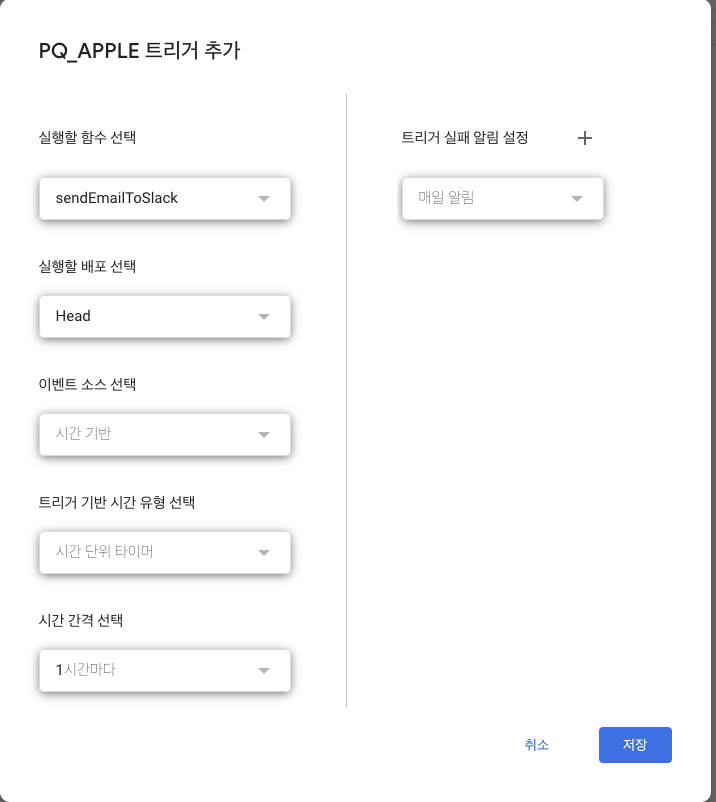 PQ_APPLE 트리거 추가
실행할 함수 선택
sendEmailToSlack
실행할 배포 선택
Head
이벤트 소스 선택
시간 기반
트리거 기반 시간 유형 선택
시간 단위 타이머
시간 간격 선택
1시간마다
트리거 실패 알림 설정
매일 알림
취소
저장